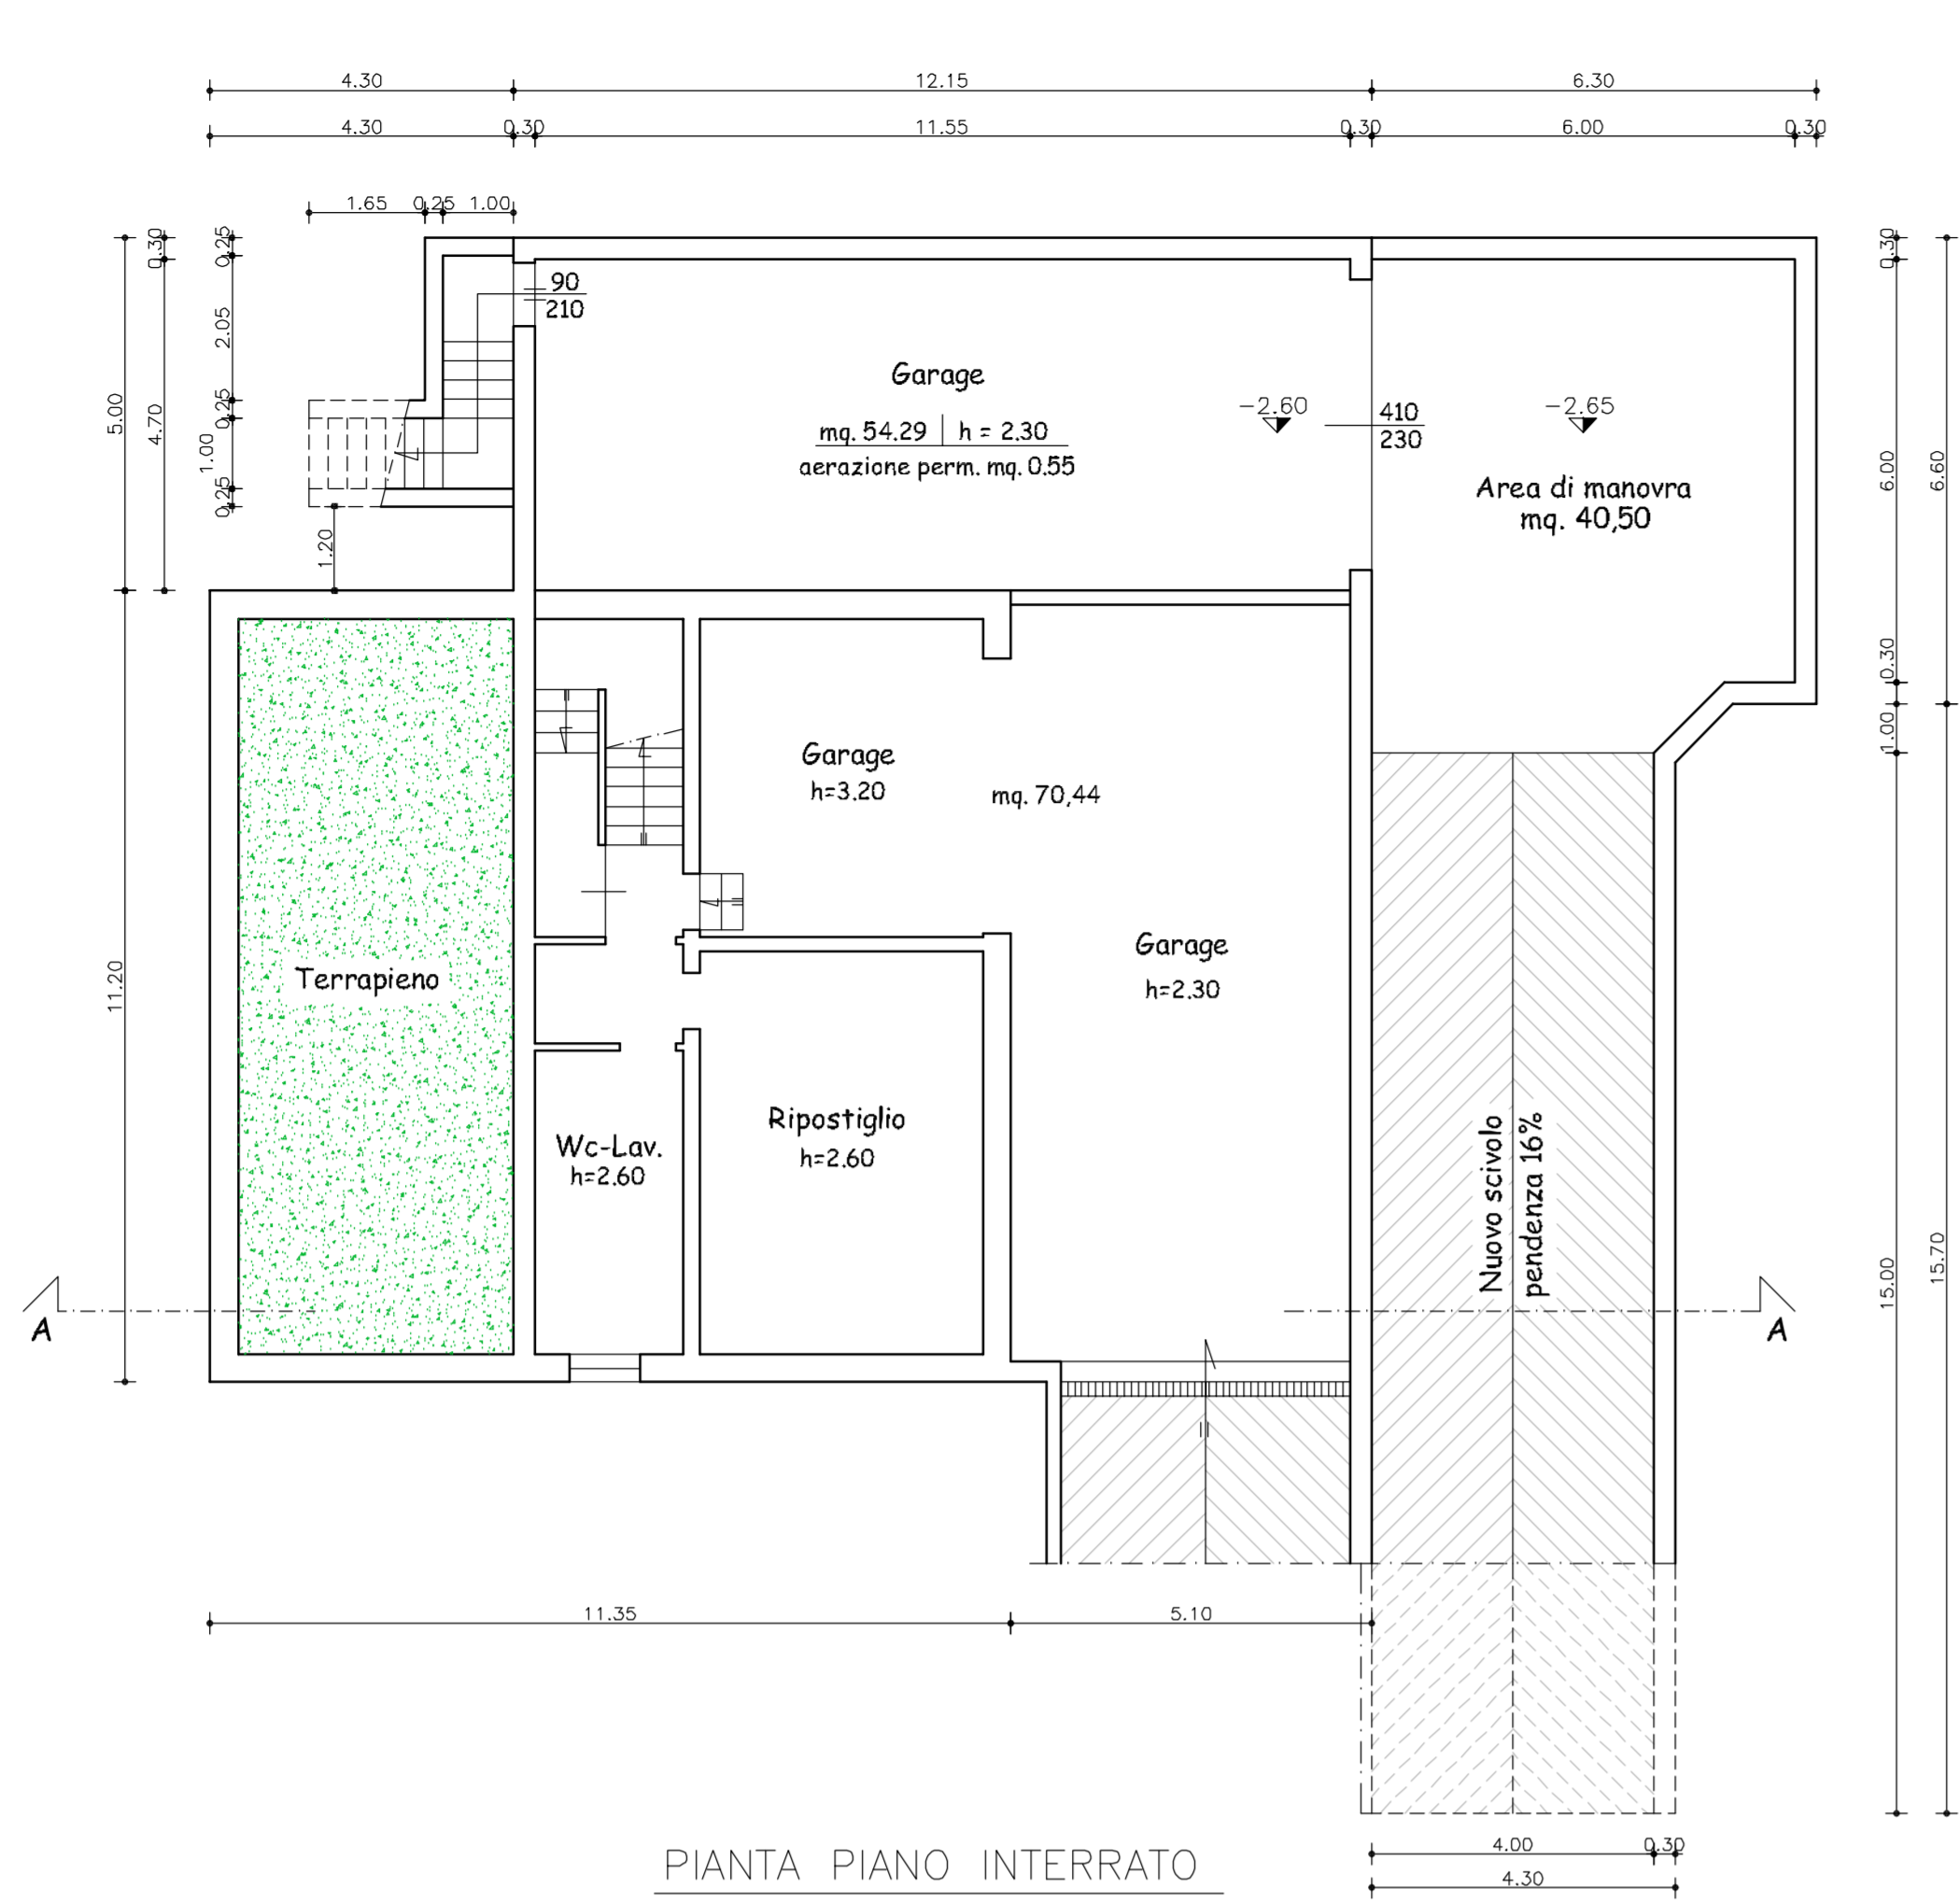 4.30 12.15 6.30
4.30 0.30 11.55 0.30 6.00 0.30
1.65 0.25 1.00
5.00
0.30
4.70
0.25
2.05
0.25
1.00
0.25
1.20
11.20
90
210
Garage
mq. 54.29 h = 2.30
aerazione perm. mq. 0.55
-2.60
410
230
-2.65
Area di manovra
mq. 40,50
0.30
6.00
6.60
0.30
1.00
15.00
15.70
Garage
h=3.20
mq. 70,44
Garage
h=2.30
Terrapieno
Wc-Lav.
h=2.60
Ripostiglio
h=2.60
Nuovo scivolo
pendenza 16%
A
A
11.35 5.10
4.00 0.30
4.30
PIANTA PIANO INTERRATO